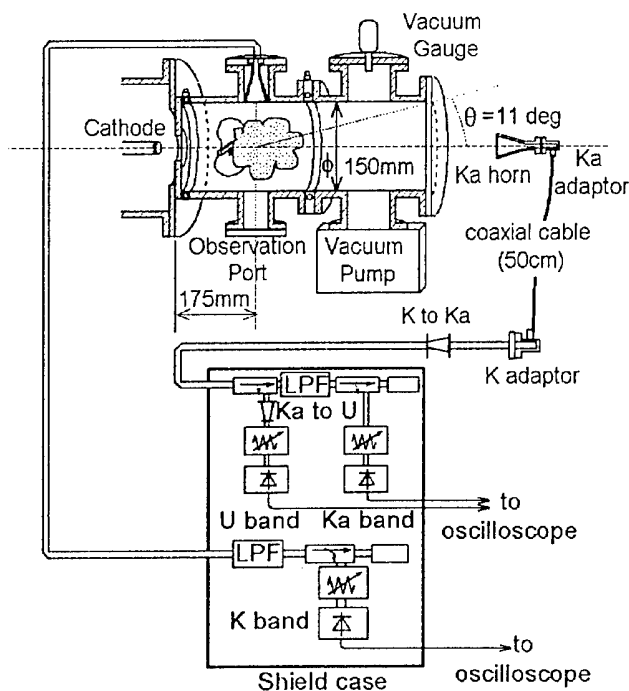 Vacuum
Gauge
θ =11 deg
Cathode
ϕ 150mm
Ka horn
Ka
adaptor
Observation
Port
Vacuum
Pump
coaxial cable
(50cm)
175mm
K to Ka
K adaptor
LPF
Ka to U
U band
Ka band
to
oscilloscope
LPF
K band
to
oscilloscope
Shield case